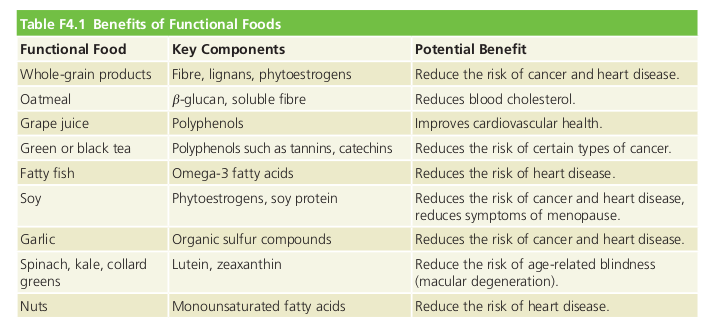 Table F4.1 Benefits of Functional Foods
Functional Food Key Components Potential Benefit
Whole-grain products Fibre, lignans, phytoestrogens Reduce the risk of cancer and heart disease.
Oatmeal β-glucan, soluble fibre Reduces blood cholesterol.
Grape juice Polyphenols Improves cardiovascular health.
Green or black tea Polyphenols such as tannins, catechins Reduces the risk of certain types of cancer.
Fatty fish Omega-3 fatty acids Reduces the risk of heart disease.
Soy Phytoestrogens, soy protein Reduces the risk of cancer and heart disease,
reduces symptoms of menopause.
Garlic Organic sulfur compounds Reduces the risk of cancer and heart disease.
Spinach, kale, collard Lutein, zeaxanthin Reduce the risk of age-related blindness
greens (macular degeneration).
Nuts Monounsaturated fatty acids Reduce the risk of heart disease.